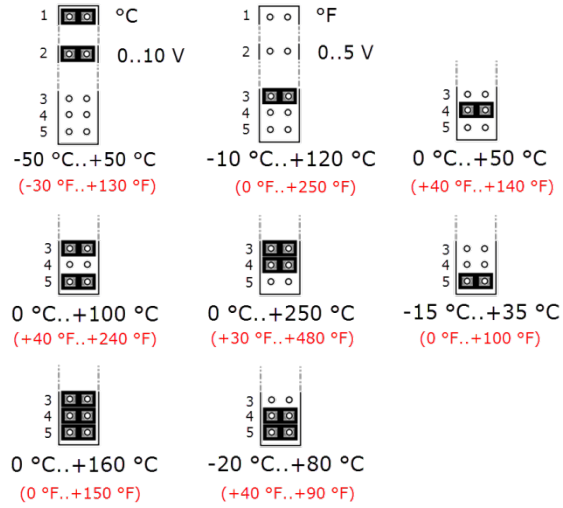 1 °C
2 0..10 V
3
4
5
-50 °C..+50 °C
(-30 °F..+130 °F)
1 °F
2 0..5 V
3
4
5
-10 °C..+120 °C
(0 °F..+250 °F)
3
4
5
0 °C..+50 °C
(+40 °F..+140 °F)
3
4
5
0 °C..+100 °C
(+40 °F..+240 °F)
3
4
5
0 °C..+250 °C
(+30 °F..+480 °F)
3
4
5
-15 °C..+35 °C
(0 °F..+100 °F)
3
4
5
0 °C..+160 °C
(0 °F..+150 °F)
3
4
5
-20 °C..+80 °C
(+40 °F..+90 °F)